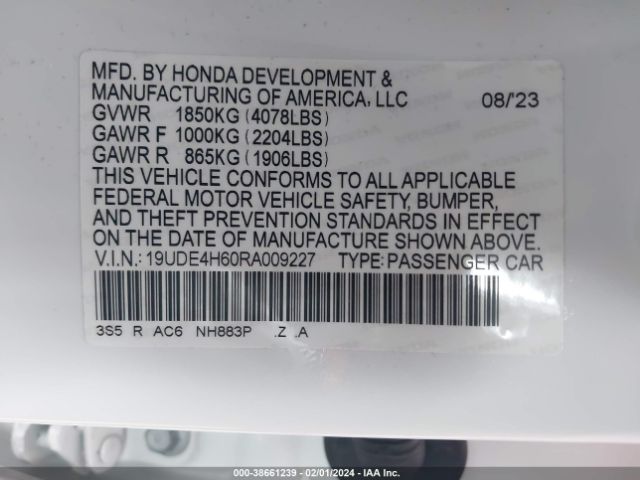 MFD. BY HONDA DEVELOPMENT &
MANUFACTURING OF AMERICA, LLC 08/'23
GVWR 1850KG (4078LBS)
GAWR F 1000KG (2204LBS)
GAWR R 865KG (1906LBS)
THIS VEHICLE CONFORMS TO ALL APPLICABLE
FEDERAL MOTOR VEHICLE SAFETY, BUMPER,
AND THEFT PREVENTION STANDARDS IN EFFECT
ON THE DATE OF MANUFACTURE SHOWN ABOVE.
V.I.N.: 19UDE4H60RA009227 TYPE: PASSENGER CAR
3S5 R AC6 NH883P .Z .A
000-38661239 - 02/01/2024 - IAA Inc.